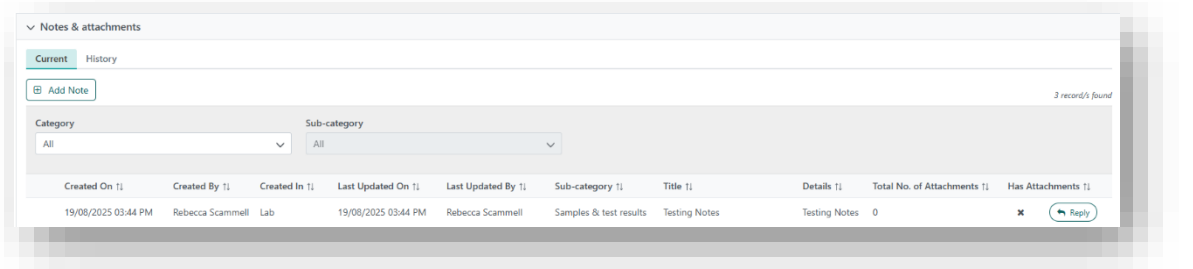 Notes & attachments
Current History
Add Note
3 record/s found
Category Sub-category
All All
Created On Created By Created In Last Updated On Last Updated By Sub-category Title Details Total No. of Attachments Has Attachments
19/08/2025 03:44 PM Rebecca Scammell Lab 19/08/2025 03:44 PM Rebecca Scammell Samples & test results Testing Notes Testing Notes 0 Reply